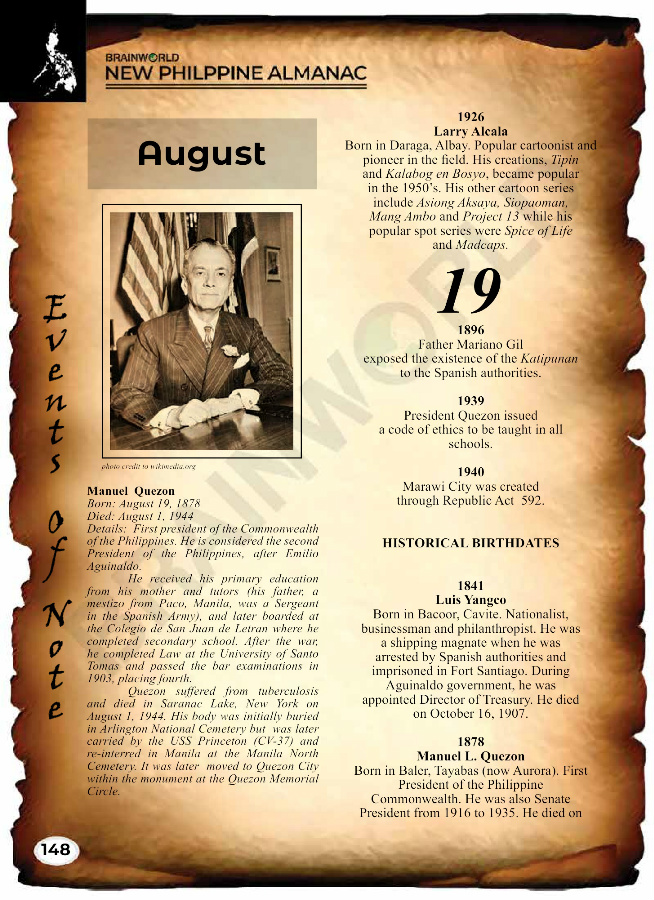 BRAINWORLD
NEW PHILPPINE ALMANAC
August
Events of Note
photo credit to wikimedia.org
Manuel Quezon
Born: August 19, 1878
Died: August 1, 1944
Details: First president of the Commonwealth
of the Philippines. He is considered the second
President of the Philippines, after Emilio
Aguinaldo.
He received his primary education
from his mother and tutors (his father, a
mestizo from Paco, Manila, was a Sergeant
in the Spanish Army), and later boarded at
the Colegio de San Juan de Letran where he
completed secondary school. After the war,
he completed Law at the University of Santo
Tomas and passed the bar examinations in
1903, placing fourth.
Quezon suffered from tuberculosis
and died in Saranac Lake, New York on
August 1, 1944. His body was initially buried
in Arlington National Cemetery but was later
carried by the USS Princeton (CV-37) and
re-interred in Manila at the Manila North
Cemetery. It was later moved to Quezon City
within the monument at the Quezon Memorial
Circle.
1926
Larry Alcala
Born in Daraga, Albay. Popular cartoonist and
pioneer in the field. His creations, Tipin
and Kalabog en Bosyo, became popular
in the 1950's. His other cartoon series
include Asiong Aksaya, Siopaoman,
Mang Ambo and Project 13 while his
popular spot series were Spice of Life
and Madcaps.
19
1896
Father Mariano Gil
exposed the existence of the Katipunan
to the Spanish authorities.
1939
President Quezon issued
a code of ethics to be taught in all
schools.
1940
Marawi City was created
through Republic Act 592.
HISTORICAL BIRTHDATES
1841
Luis Yangco
Born in Bacoor, Cavite. Nationalist,
businessman and philanthropist. He was
a shipping magnate when he was
arrested by Spanish authorities and
imprisoned in Fort Santiago. During
Aguinaldo government, he was
appointed Director of Treasury. He died
on October 16, 1907.
1878
Manuel L. Quezon
Born in Baler, Tayabas (now Aurora). First
President of the Philippine
Commonwealth. He was also Senate
President from 1916 to 1935. He died on
148
BRAINWORLD